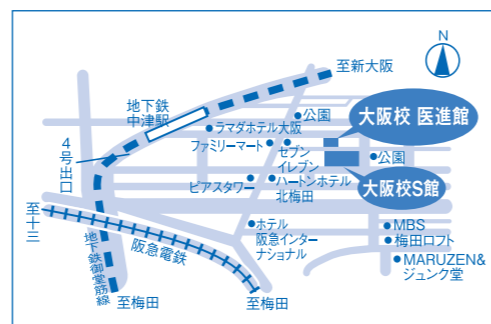 N
至新大阪
地下鉄
中津駅
公園
大阪校 医進館
ラマダホテル大阪
4号出口
ファミリーマート
セブン
イレブン
公園
大阪校S館
ピアスタワー
ハートンホテル
北梅田
至十三
ホテル
阪急インター
ナショナル
MBS
梅田ロフト
阪急電鉄
地下鉄御堂筋線
MARUZEN&
ジュンク堂
至梅田
至梅田